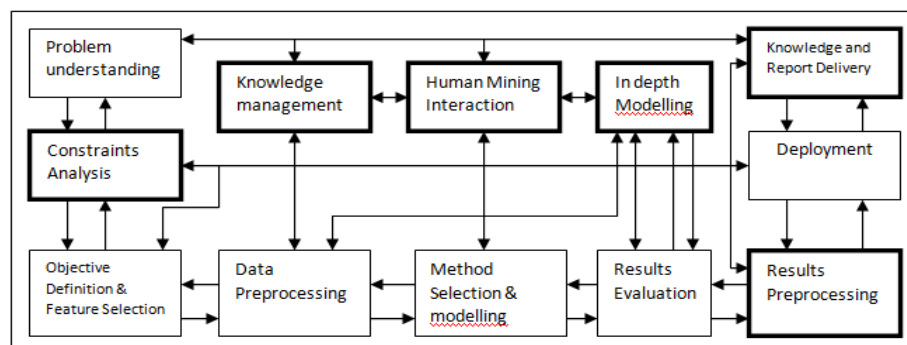 Problem
understanding
Knowledge
management
Human Mining
Interaction
In depth
Modelling
Knowledge and
Report Delivery
Constraints
Analysis
Deployment
Objective
Definition &
Feature Selection
Data
Preprocessing
Method
Selection &
modelling
Results
Evaluation
Results
Preprocessing